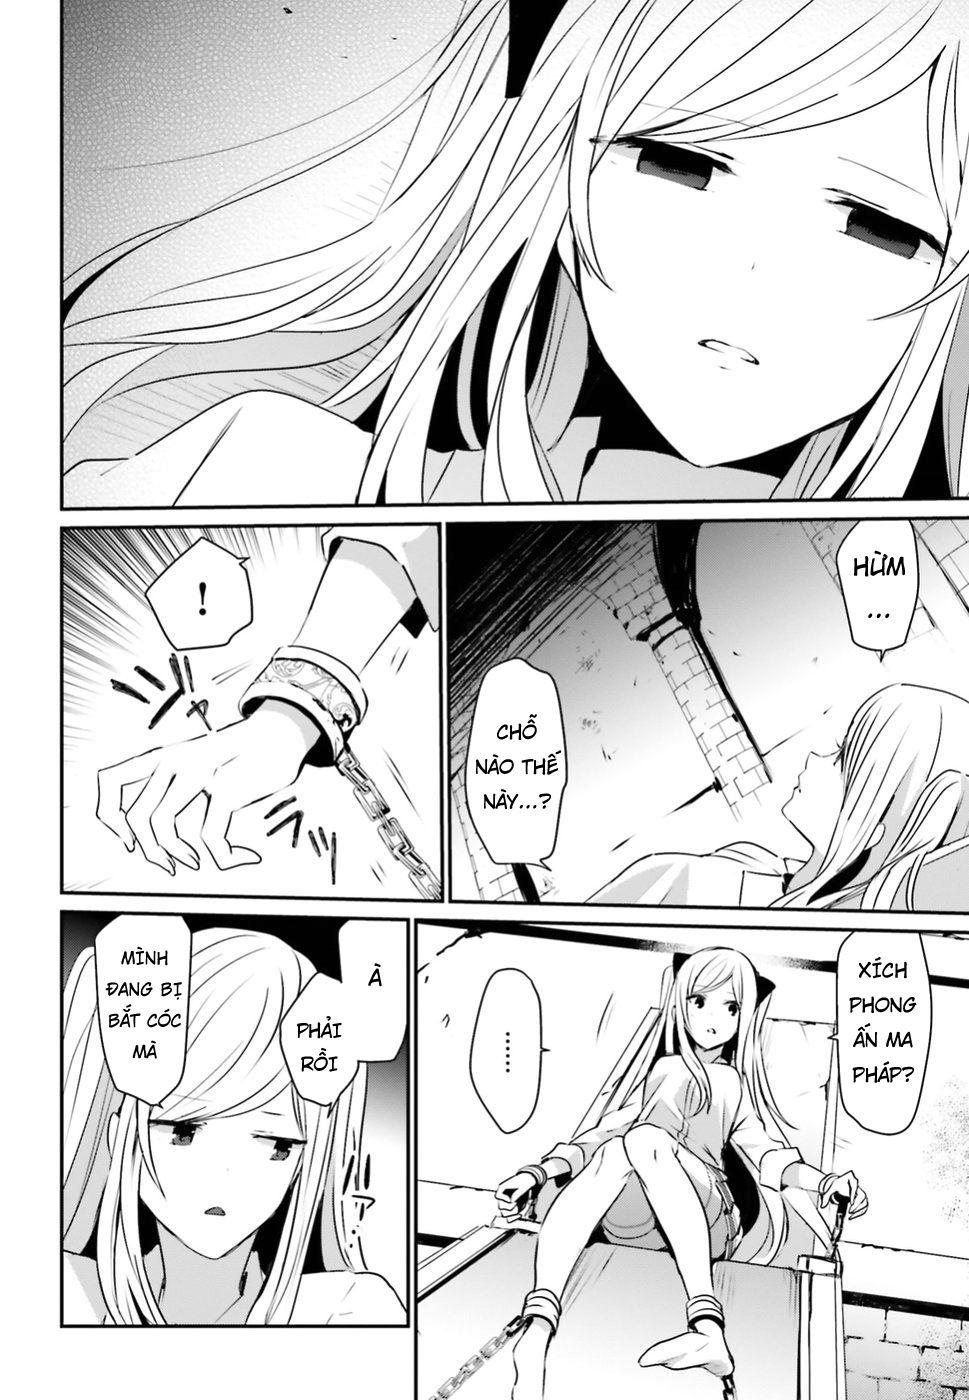 HỪM
...
CHỖ
NÀO THẾ
NÀY...?
!
XÍCH
PHONG
ẤN MA
PHÁP?
......
À
PHẢI
RỒI
MÌNH
ĐANG BỊ
BẮT CÓC
MÀ